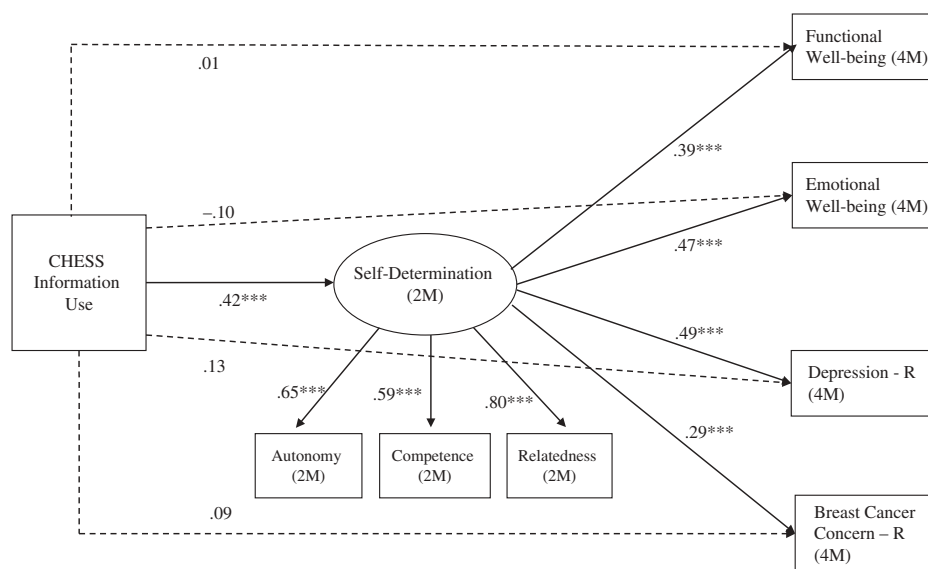 Functional
Well-being (4M)
.01
.39***
Emotional
Well-being (4M)
–.10
.47***
CHESS
Information
Use
Self-Determination
(2M)
.42***
.49***
.13
Depression - R
(4M)
.65***
.59***
.80***
.29***
Autonomy
(2M)
Competence
(2M)
Relatedness
(2M)
.09
Breast Cancer
Concern – R
(4M)